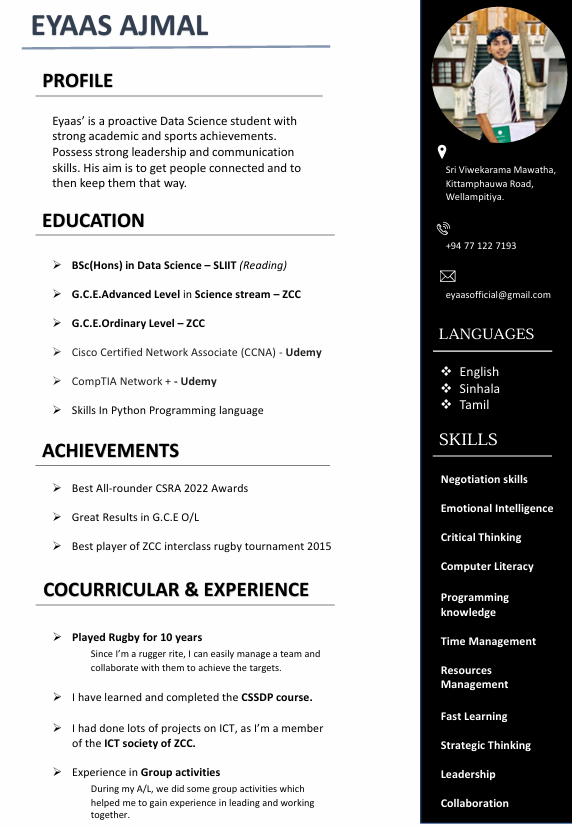 EYAAS AJMAL
PROFILE
Eyaas’ is a proactive Data Science student with
strong academic and sports achievements.
Possess strong leadership and communication
skills. His aim is to get people connected and to
then keep them that way.
EDUCATION
➢ BSc(Hons) in Data Science – SLIIT (Reading)
➢ G.C.E.Advanced Level in Science stream – ZCC
➢ G.C.E.Ordinary Level – ZCC
➢ Cisco Certified Network Associate (CCNA) - Udemy
➢ CompTIA Network + - Udemy
➢ Skills In Python Programming language
ACHIEVEMENTS
➢ Best All-rounder CSRA 2022 Awards
➢ Great Results in G.C.E O/L
➢ Best player of ZCC interclass rugby tournament 2015
COCURRICULAR & EXPERIENCE
➢ Played Rugby for 10 years
Since I’m a rugger rite, I can easily manage a team and
collaborate with them to achieve the targets.
➢ I have learned and completed the CSSDP course.
➢ I had done lots of projects on ICT, as I’m a member
of the ICT society of ZCC.
➢ Experience in Group activities
During my A/L, we did some group activities which
helped me to gain experience in leading and working
together.
Sri Viwekarama Mawatha,
Kittamphauwa Road,
Wellampitiya.
+94 77 122 7193
eyaasofficial@gmail.com
LANGUAGES
❖ English
❖ Sinhala
❖ Tamil
SKILLS
Negotiation skills
Emotional Intelligence
Critical Thinking
Computer Literacy
Programming
knowledge
Time Management
Resources
Management
Fast Learning
Strategic Thinking
Leadership
Collaboration